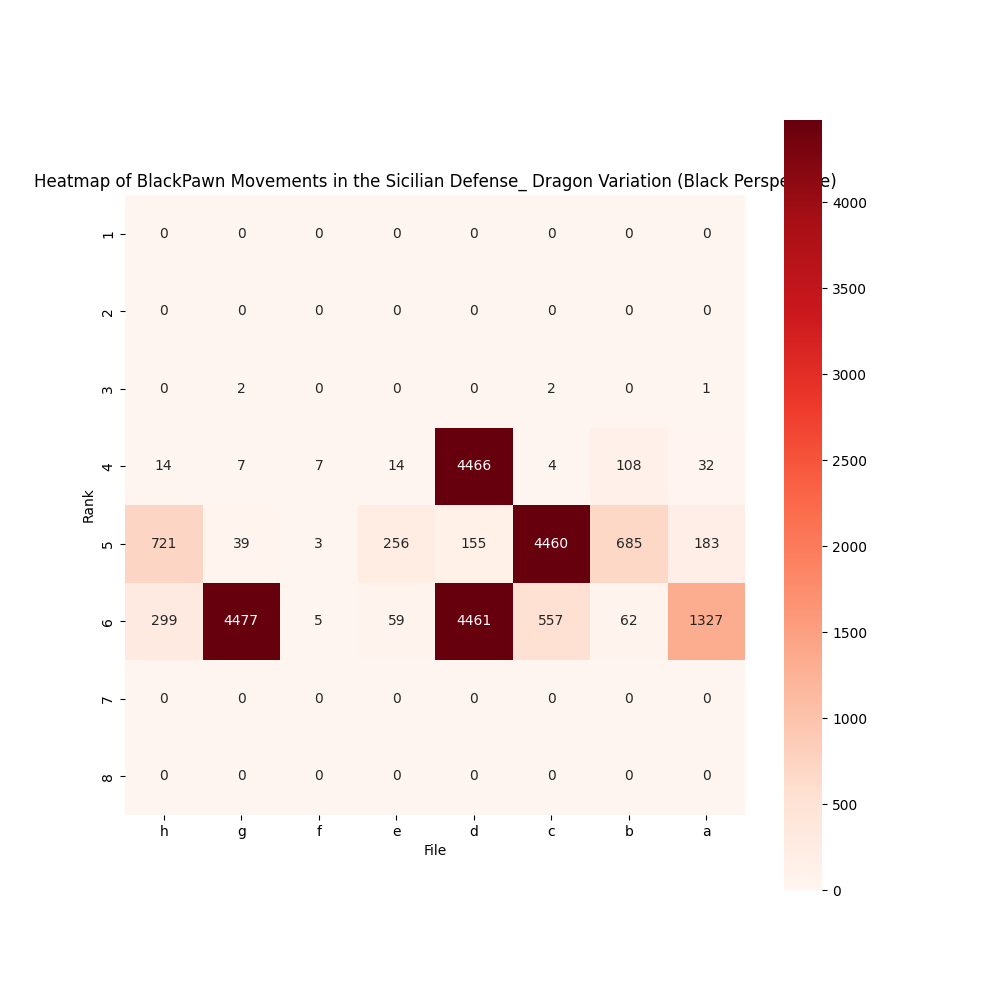 Heatmap of BlackPawn Movements in the Sicilian Defense_ Dragon Variation (Black Perspe e)
1 0 0 0 0 0 0 0 0
2 0 0 0 0 0 0 0 0
3 0 2 0 0 0 2 0 1
4 14 7 7 14 4466 4 108 32
Rank
5 721 39 3 256 155 4460 685 183
6 299 4477 5 59 4461 557 62 1327
7 0 0 0 0 0 0 0 0
8 0 0 0 0 0 0 0 0
h g f e d c b a
File
4000
3500
3000
2500
2000
1500
1000
500
0